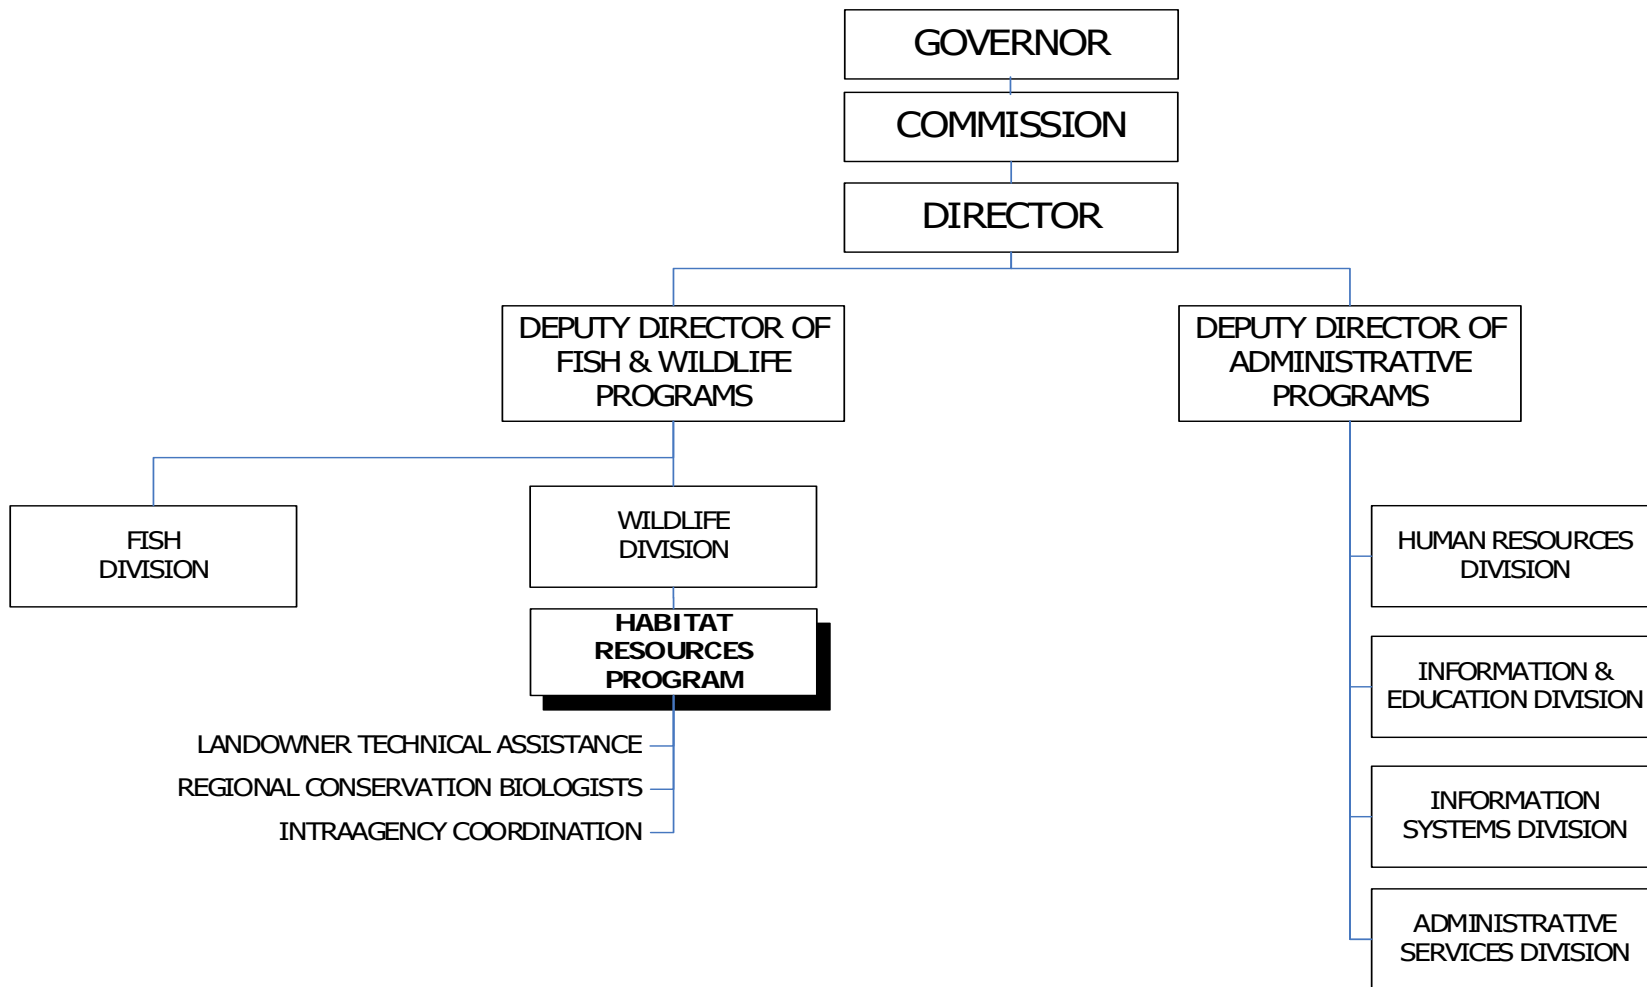 GOVERNOR
COMMISSION
DIRECTOR
DEPUTY DIRECTOR OF
FISH & WILDLIFE
PROGRAMS
DEPUTY DIRECTOR OF
ADMINISTRATIVE
PROGRAMS
FISH
DIVISION
WILDLIFE
DIVISION
HABITAT
RESOURCES
PROGRAM
LANDOWNER TECHNICAL ASSISTANCE
REGIONAL CONSERVATION BIOLOGISTS
INTRAAGENCY COORDINATION
HUMAN RESOURCES
DIVISION
INFORMATION &
EDUCATION DIVISION
INFORMATION
SYSTEMS DIVISION
ADMINISTRATIVE
SERVICES DIVISION